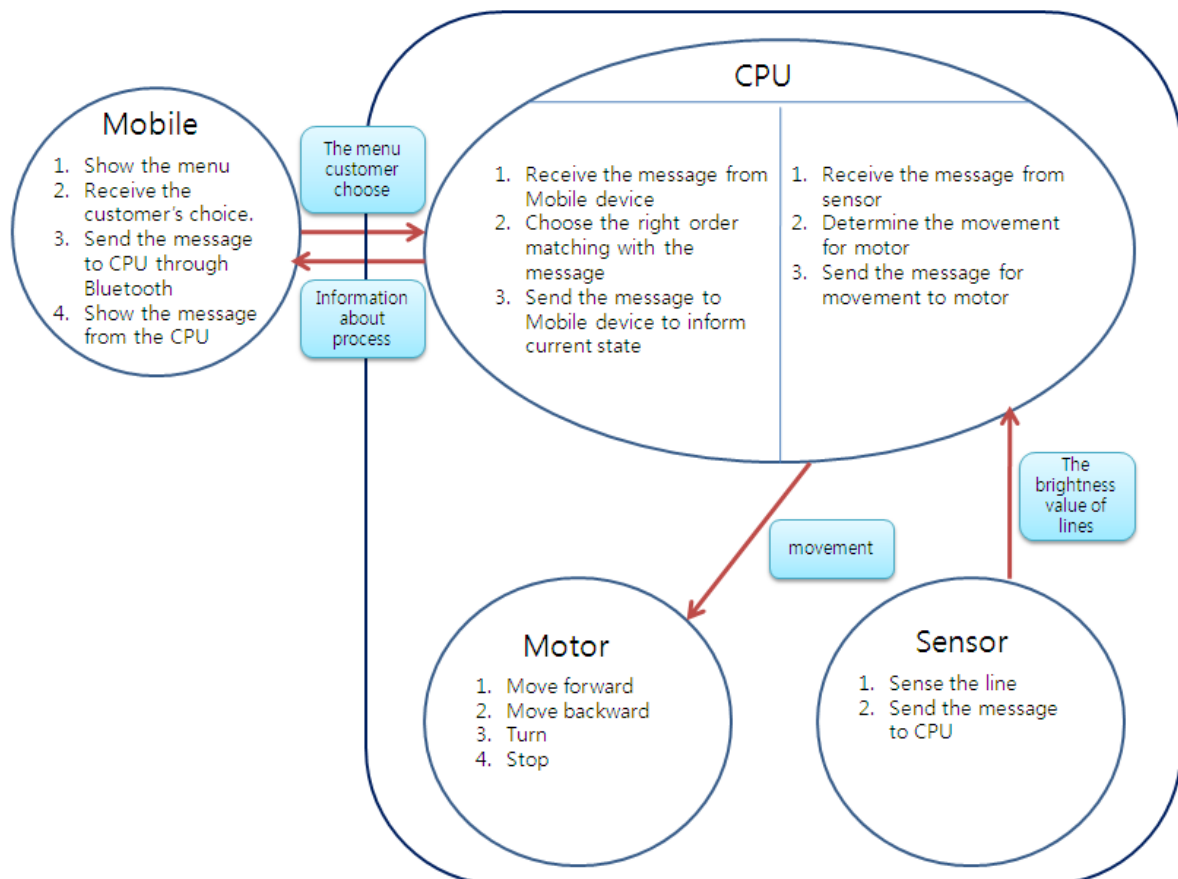 Mobile
1. Show the menu
2. Receive the
customer's choice.
3. Send the message
to CPU through
Bluetooth
4. Show the message
from the CPU
The menu
customer
choose
Information
about
process
CPU
1. Receive the message from
Mobile device
2. Choose the right order
matching with the
message
3. Send the message to
Mobile device to inform
current state
1. Receive the message from
sensor
2. Determine the movement
for motor
3. Send the message for
movement to motor
The
brightness
value of
lines
movement
Motor
1. Move forward
2. Move backward
3. Turn
4. Stop
Sensor
1. Sense the line
2. Send the message
to CPU